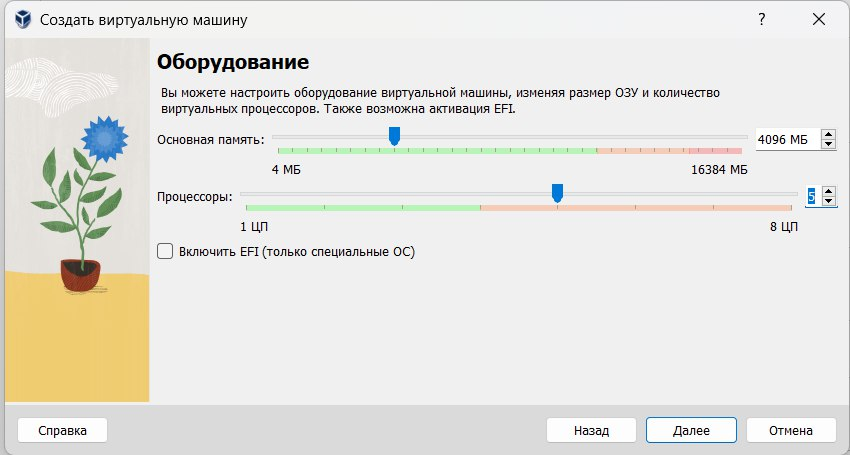 Создать виртуальную машину
?
Оборудование
Вы можете настроить оборудование виртуальной машины, изменяя размер ОЗУ и количество
виртуальных процессоров. Также возможна активация EFI.
Основная память:
4096 МБ
4 МБ
16384 МБ
Процессоры:
5
1 ЦП
8 ЦП
Включить EFI (только специальные ОС)
Справка
Назад
Далее
Отмена